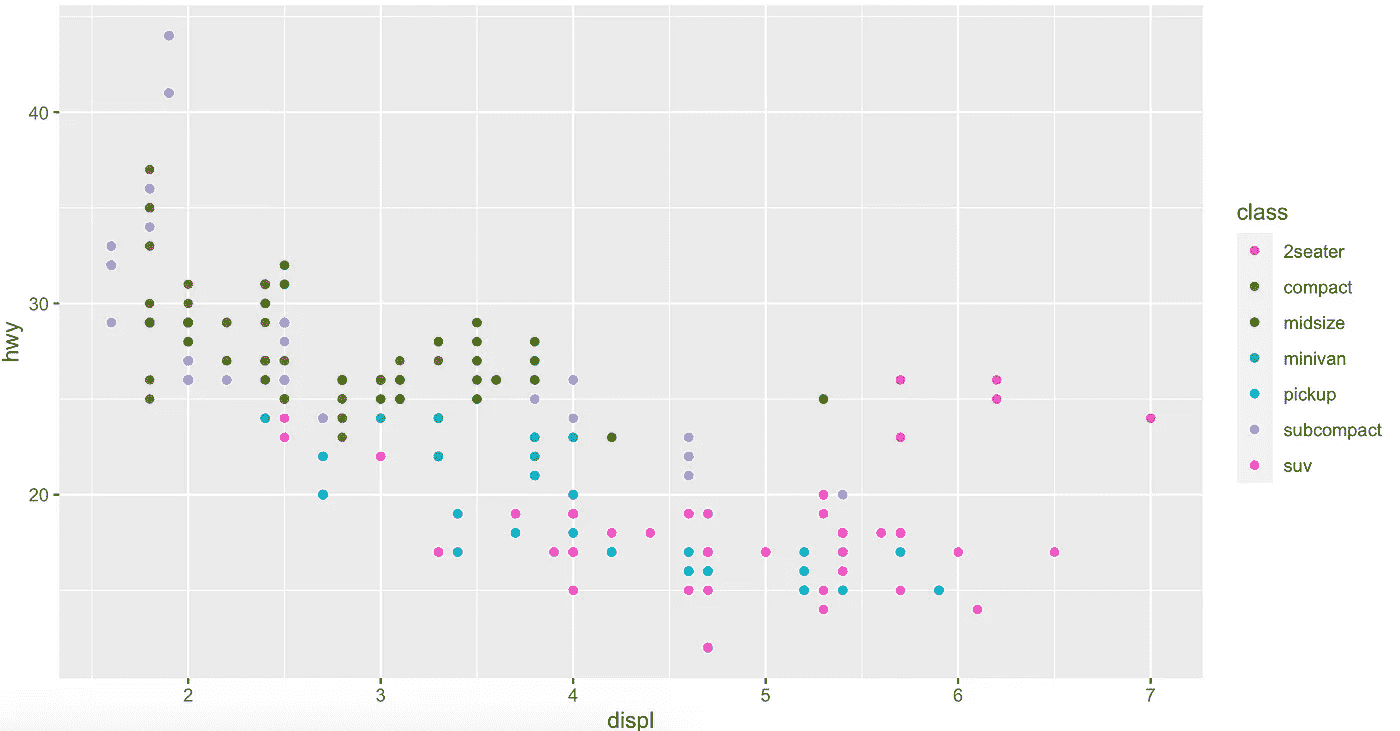 40
30
20
hwy
2 3 4 5 6 7
displ
class
2seater
compact
midsize
minivan
pickup
subcompact
suv